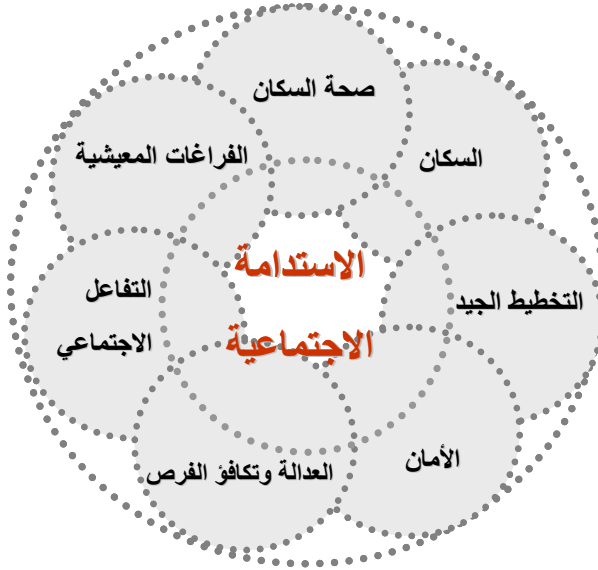 صحة السكان
السكان
الفراغات المعيشية
الاستدامة
الاجتماعية
التفاعل
الاجتماعي
التخطيط الجيد
الأمان
العدالة وتكافؤ الفرص